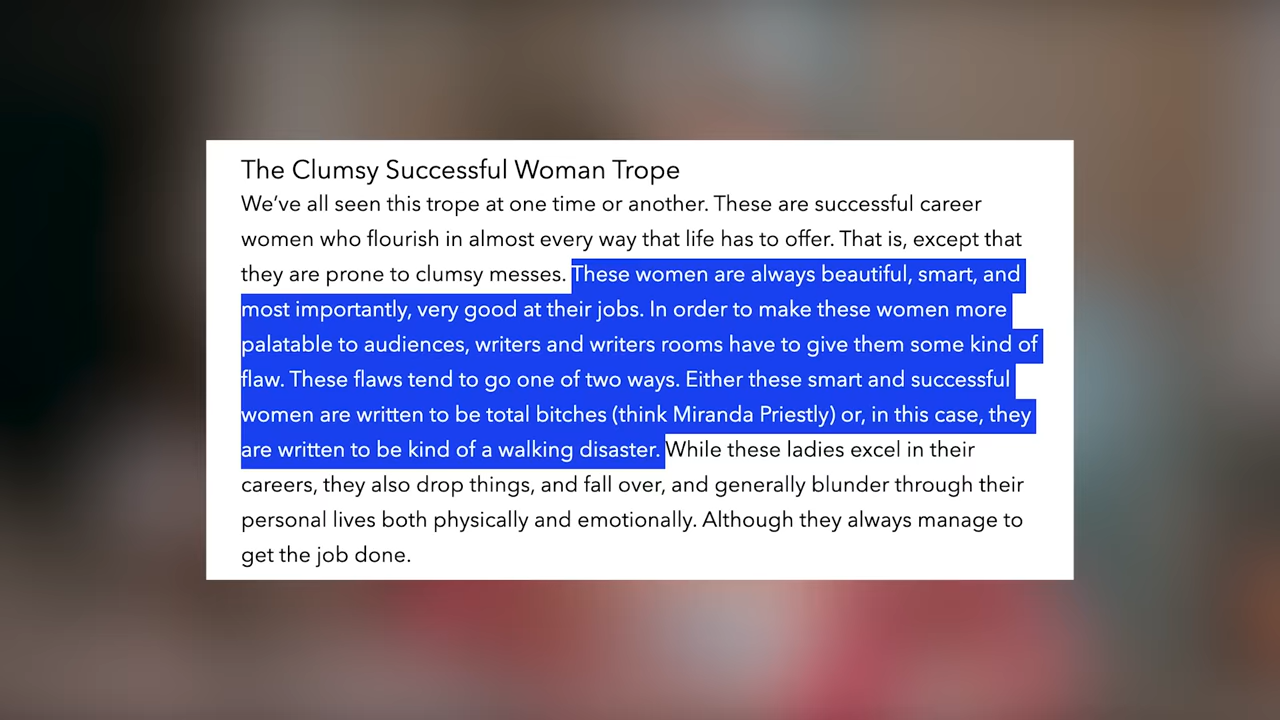 The Clumsy Successful Woman Trope
We’ve all seen this trope at one time or another. These are successful career
women who flourish in almost every way that life has to offer. That is, except that
they are prone to clumsy messes. These women are always beautiful, smart, and
most importantly, very good at their jobs. In order to make these women more
palatable to audiences, writers and writers rooms have to give them some kind of
flaw. These flaws tend to go one of two ways. Either these smart and successful
women are written to be total bitches (think Miranda Priestly) or, in this case, they
are written to be kind of a walking disaster. While these ladies excel in their
careers, they also drop things, and fall over, and generally blunder through their
personal lives both physically and emotionally. Although they always manage to
get the job done.